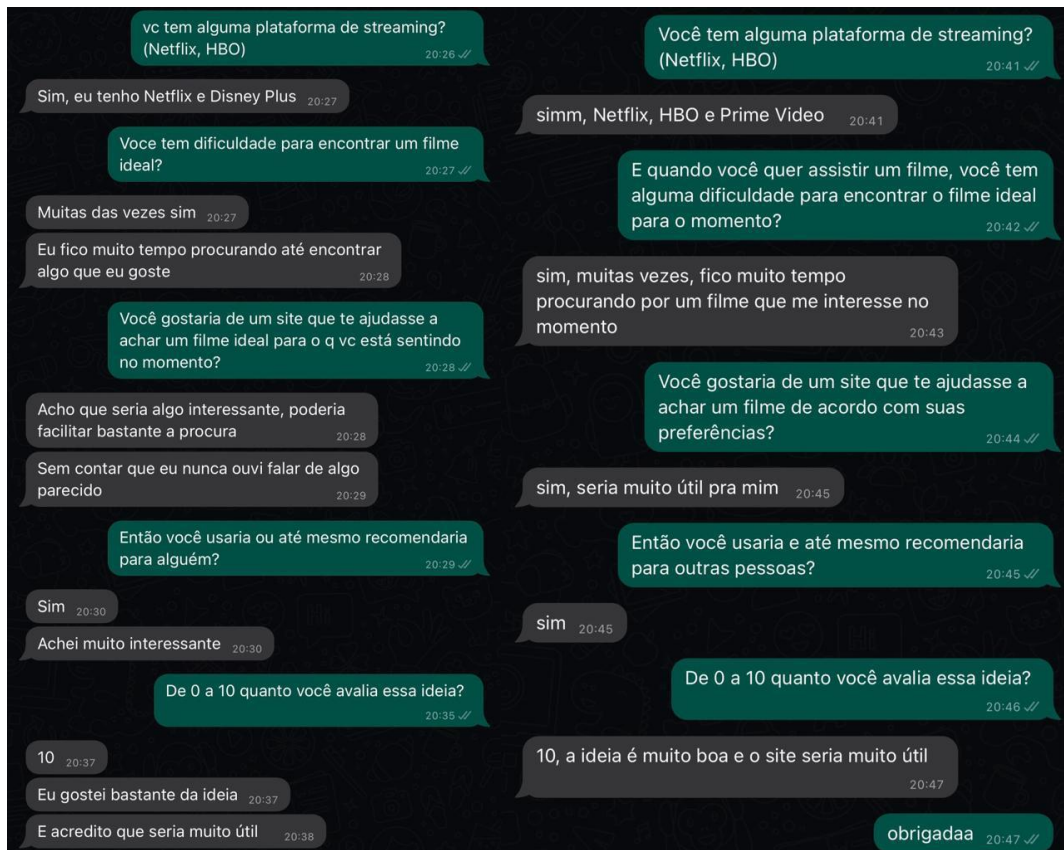 vc tem alguma plataforma de streaming?
(Netflix, HBO)
20:26
Sim, eu tenho Netflix e Disney Plus 20:27
Voce tem dificuldade para encontrar um filme
ideal?
20:27
Muitas das vezes sim 20:27
Eu fico muito tempo procurando até encontrar
algo que eu goste
20:28
Você gostaria de um site que te ajudasse a
achar um filme ideal para o q vc está sentindo
no momento?
20:28
Acho que seria algo interessante, poderia
facilitar bastante a procura
20:28
Sem contar que eu nunca ouvi falar de algo
parecido
20:29
Então você usaria ou até mesmo recomendaria
para alguém?
20:29
Sim 20:30
Achei muito interessante 20:30
De 0 a 10 quanto você avalia essa ideia?
20:35
10 20:37
Eu gostei bastante da ideia 20:37
E acredito que seria muito útil 20:38
Você tem alguma plataforma de streaming?
(Netflix, HBO)
20:41
simm, Netflix, HBO e Prime Video 20:41
E quando você quer assistir um filme, você tem
alguma dificuldade para encontrar o filme ideal
para o momento?
20:42
sim, muitas vezes, fico muito tempo
procurando por um filme que me interesse no
momento
20:43
Você gostaria de um site que te ajudasse a
achar um filme de acordo com suas
preferências?
20:44
sim, seria muito útil pra mim 20:45
Então você usaria e até mesmo recomendaria
para outras pessoas?
20:45
sim 20:45
De 0 a 10 quanto você avalia essa ideia?
20:46
10, a ideia é muito boa e o site seria muito útil
20:47
obrigadaa 20:47